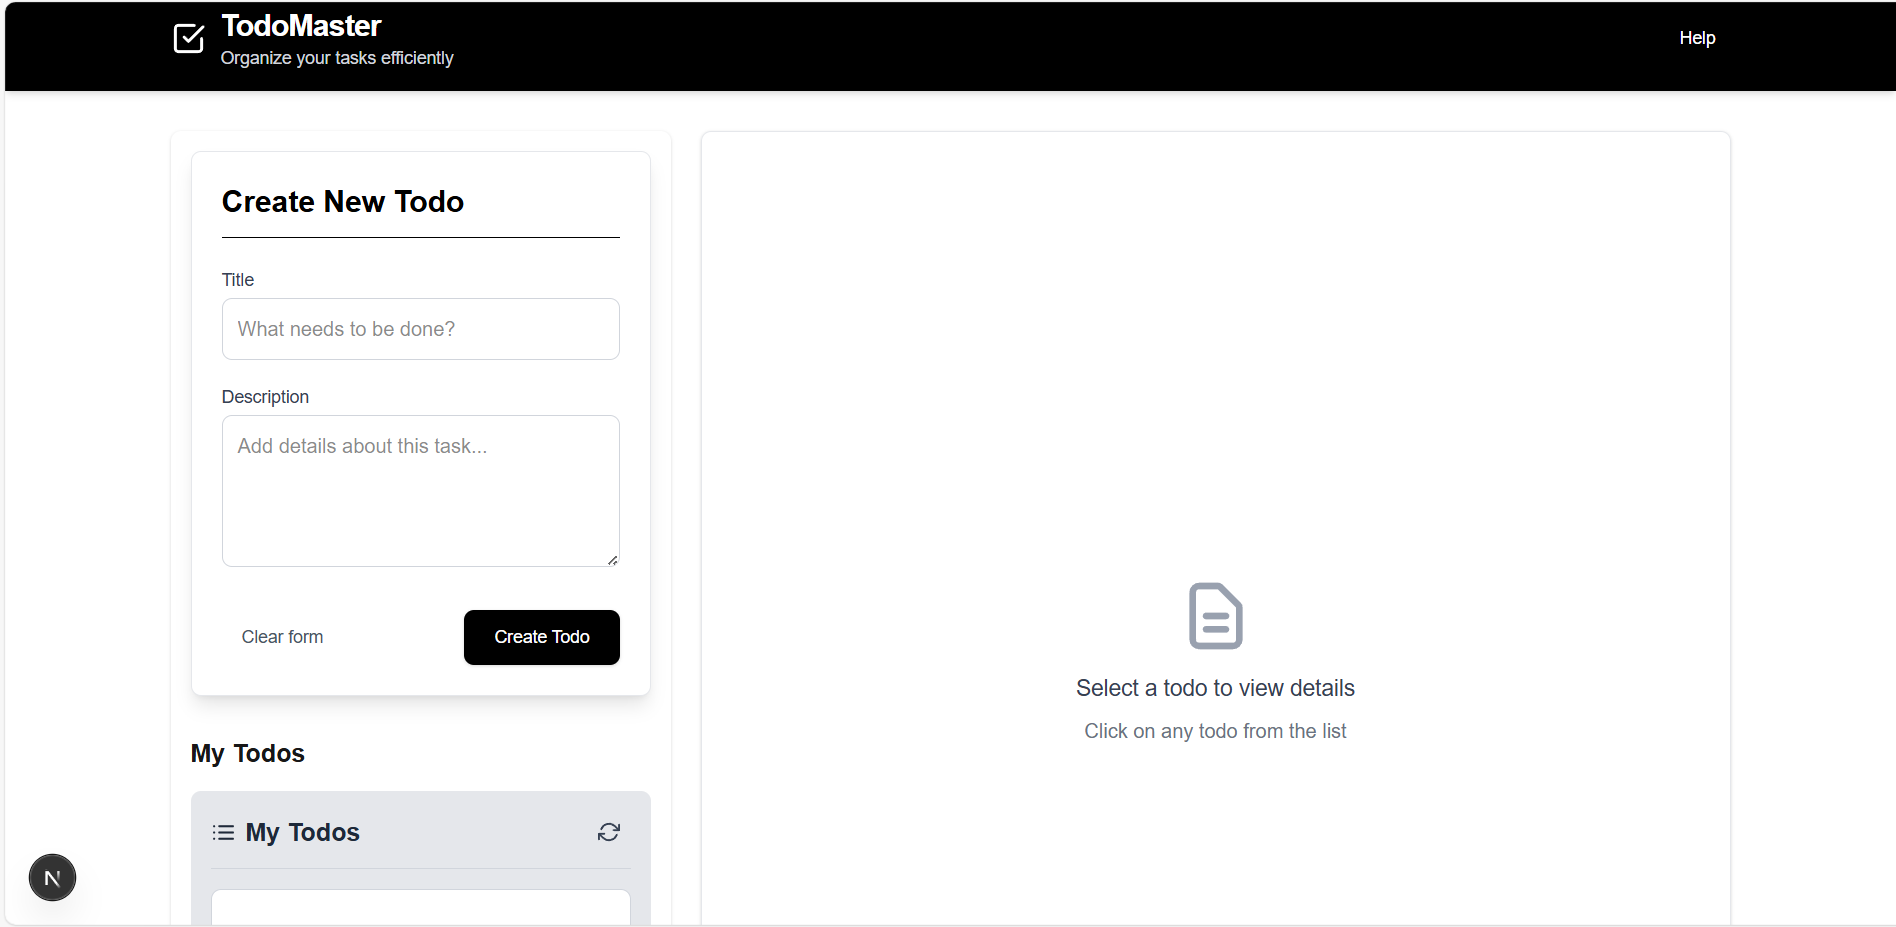 TodoMaster
Organize your tasks efficiently
Help
Create New Todo
Title
What needs to be done?
Description
Add details about this task...
Clear form
Create Todo
My Todos
My Todos
Select a todo to view details
Click on any todo from the list
N